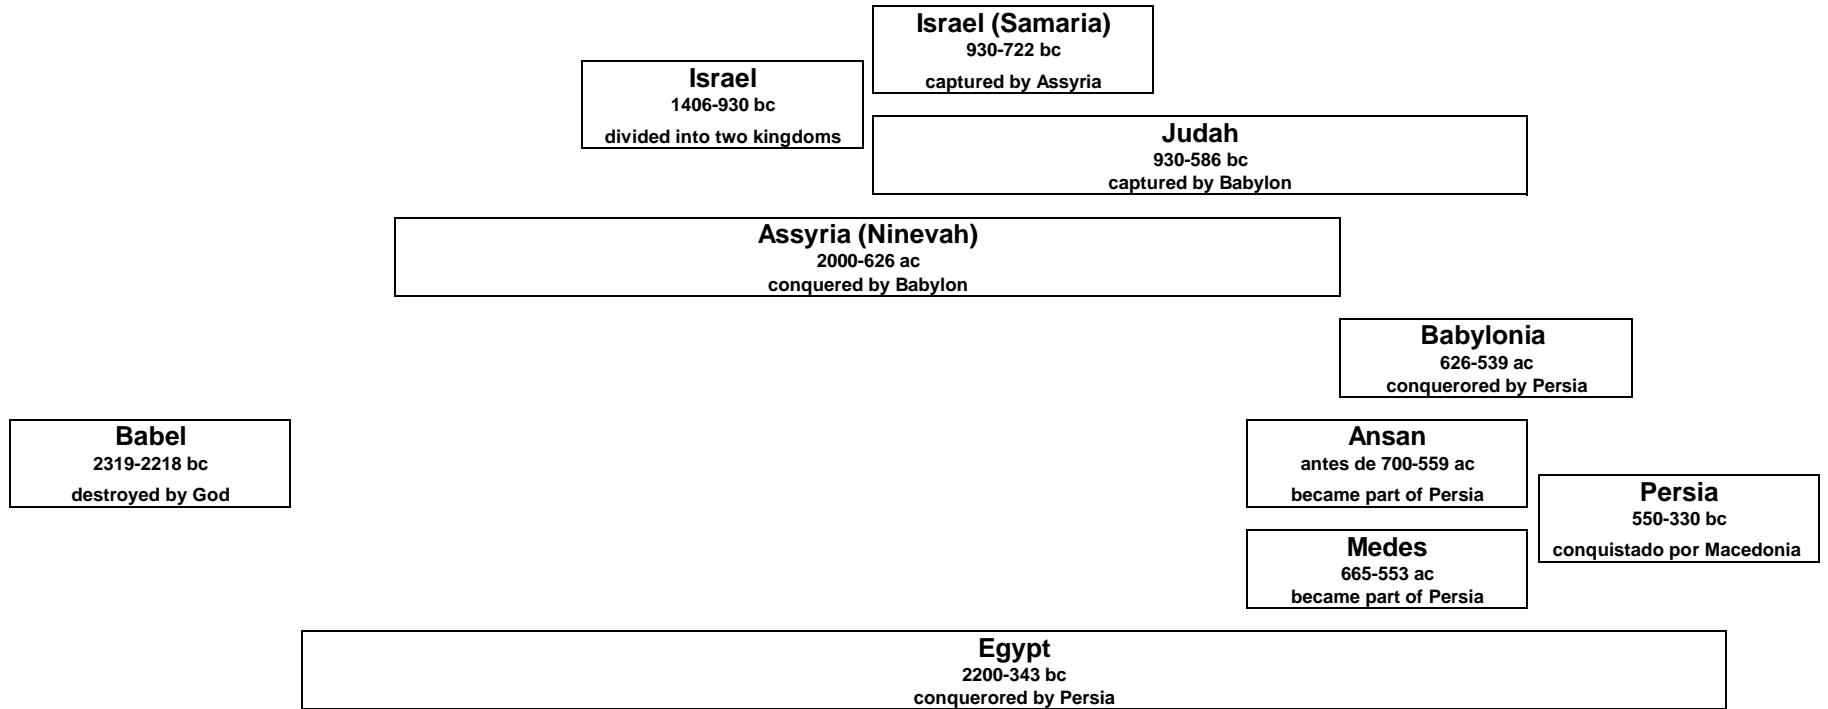 Israel (Samaria)
930-722 bc
captured by Assyria
Israel
1406-930 bc
divided into two kingdoms
Judah
930-586 bc
captured by Babylon
Assyria (Ninevah)
2000-626 ac
conquered by Babylon
Babylonia
626-539 ac
conquerored by Persia
Babel
2319-2218 bc
destroyed by God
Ansan
antes de 700-559 ac
became part of Persia
Persia
550-330 bc
conquistado por Macedonia
Medes
665-553 ac
became part of Persia
Egypt
2200-343 bc
conquerored by Persia